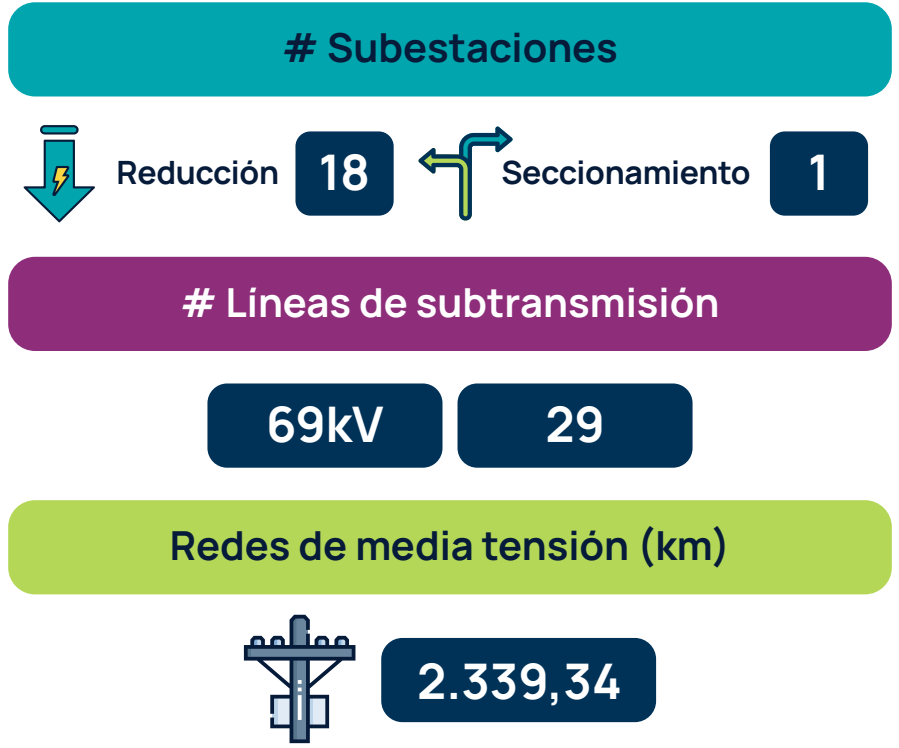 # Subestaciones
Reducción 18 Seccionamiento 1
# Líneas de subtransmisión
69kV 29
Redes de media tensión (km)
2.339,34